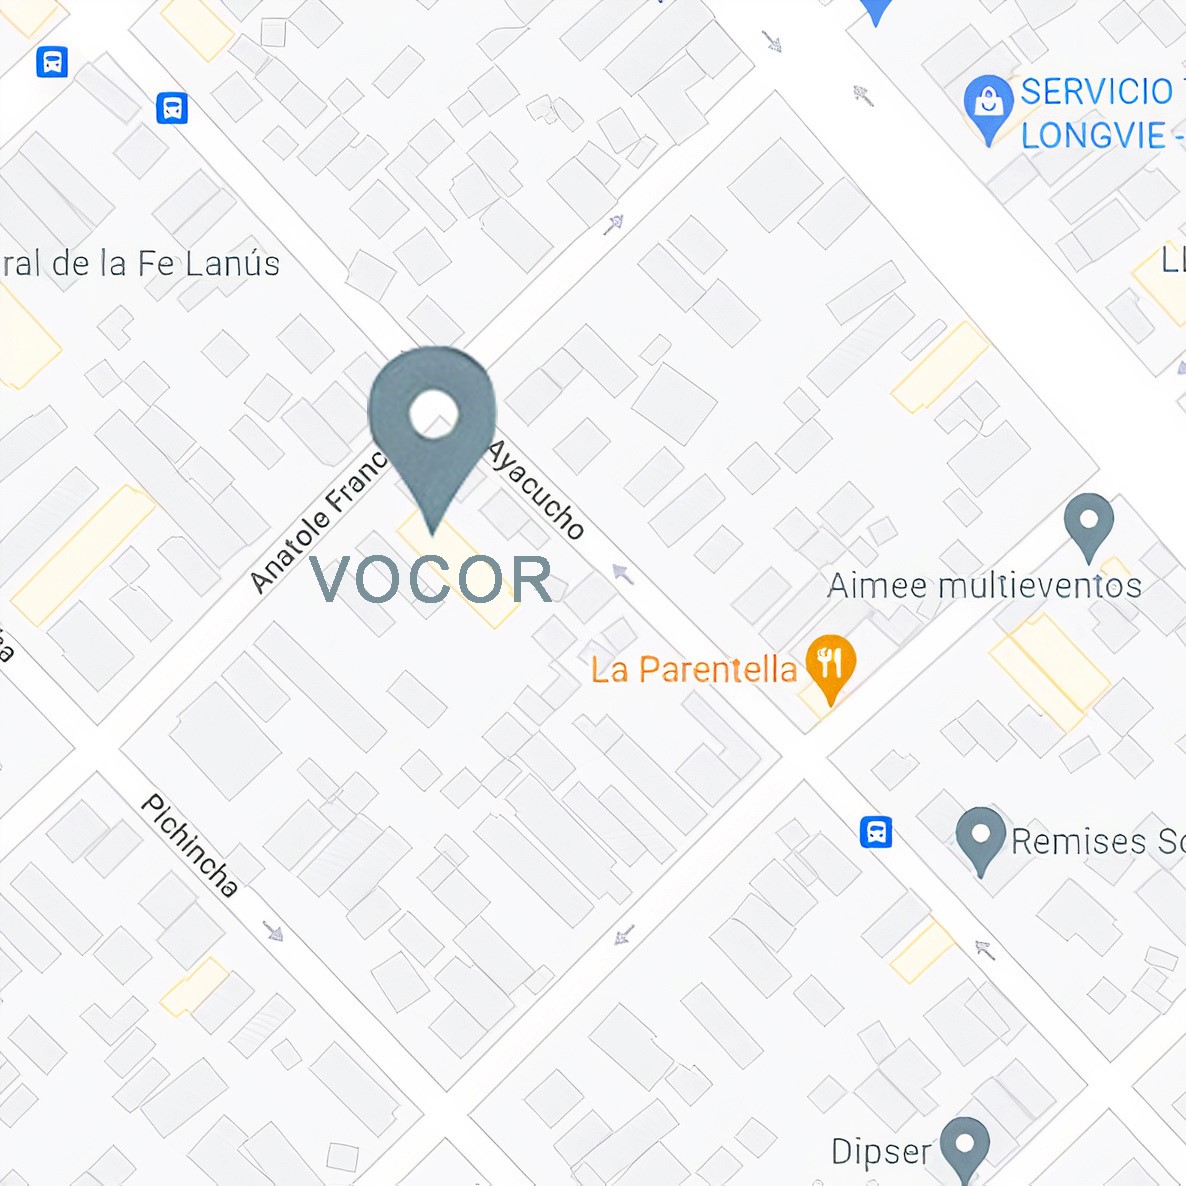 SERVICIO
LONGVIE -
ral de la Fe Lanús
Ayacucho
Anatole Franc
VOCOR
Aimee multieventos
La Parentella
Pichincha
Remises
Dipser